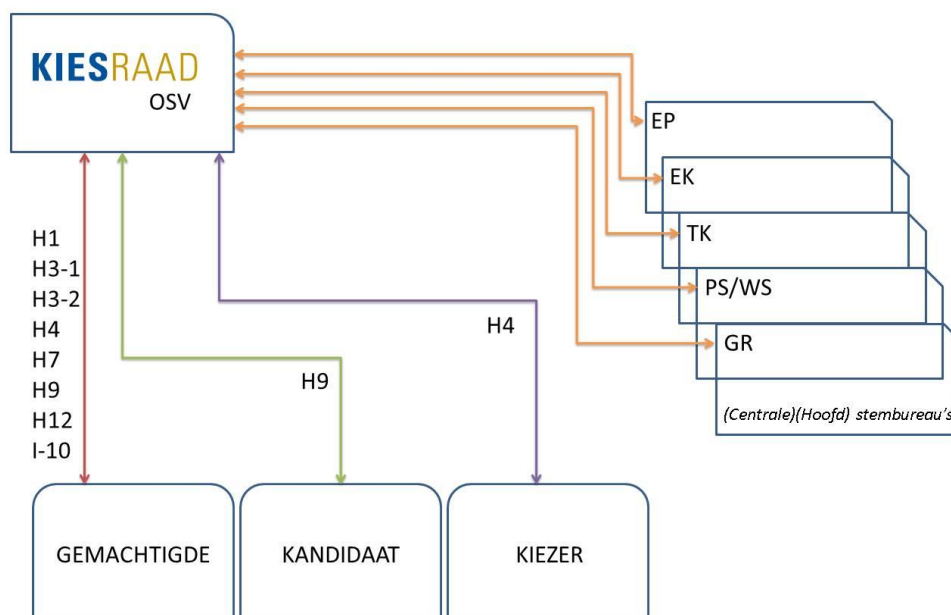 KIESRAAD
OSV
EP
EK
TK
PS/WS
GR
(Centrale)(Hoofd) stembureau's
H1
H3-1
H3-2
H4
H7
H9
H12
I-10
H9
H4
GEMACHTIGDE
KANDIDAAT
KIEZER